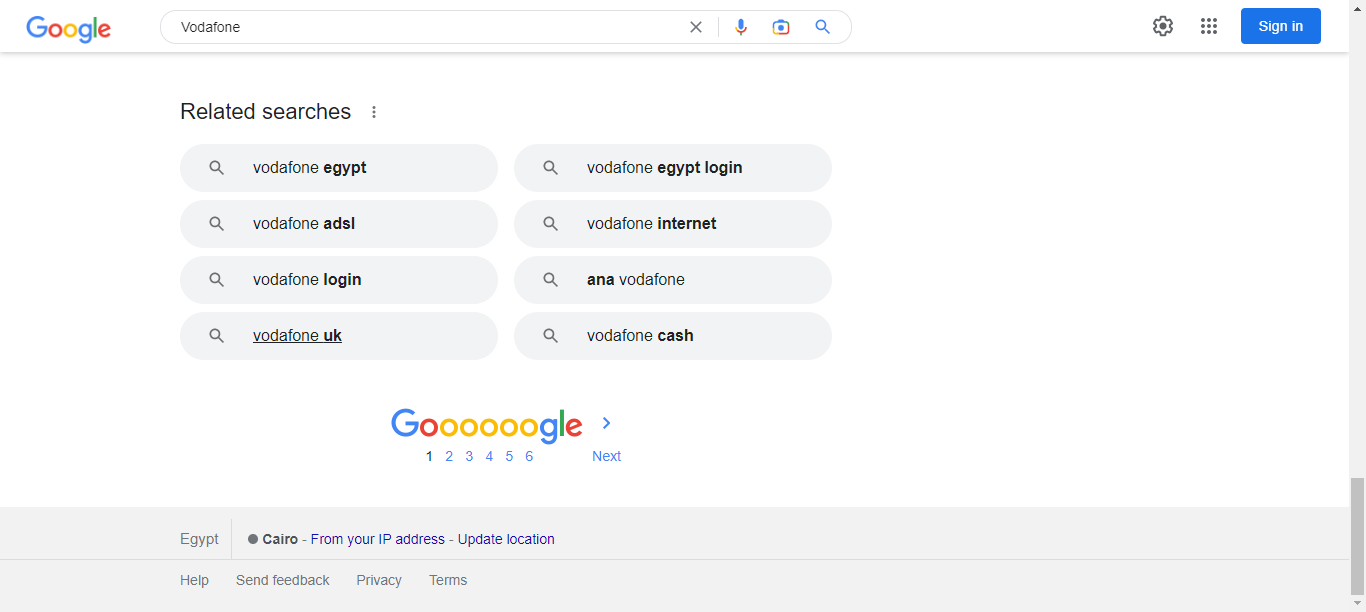 Google
Vodafone
Sign in
Related searches
vodafone egypt
vodafone egypt login
vodafone adsl
vodafone internet
vodafone login
ana vodafone
vodafone uk
vodafone cash
Goooooogle
1 2 3 4 5 6 Next
Egypt
Cairo - From your IP address - Update location
Help Send feedback Privacy Terms